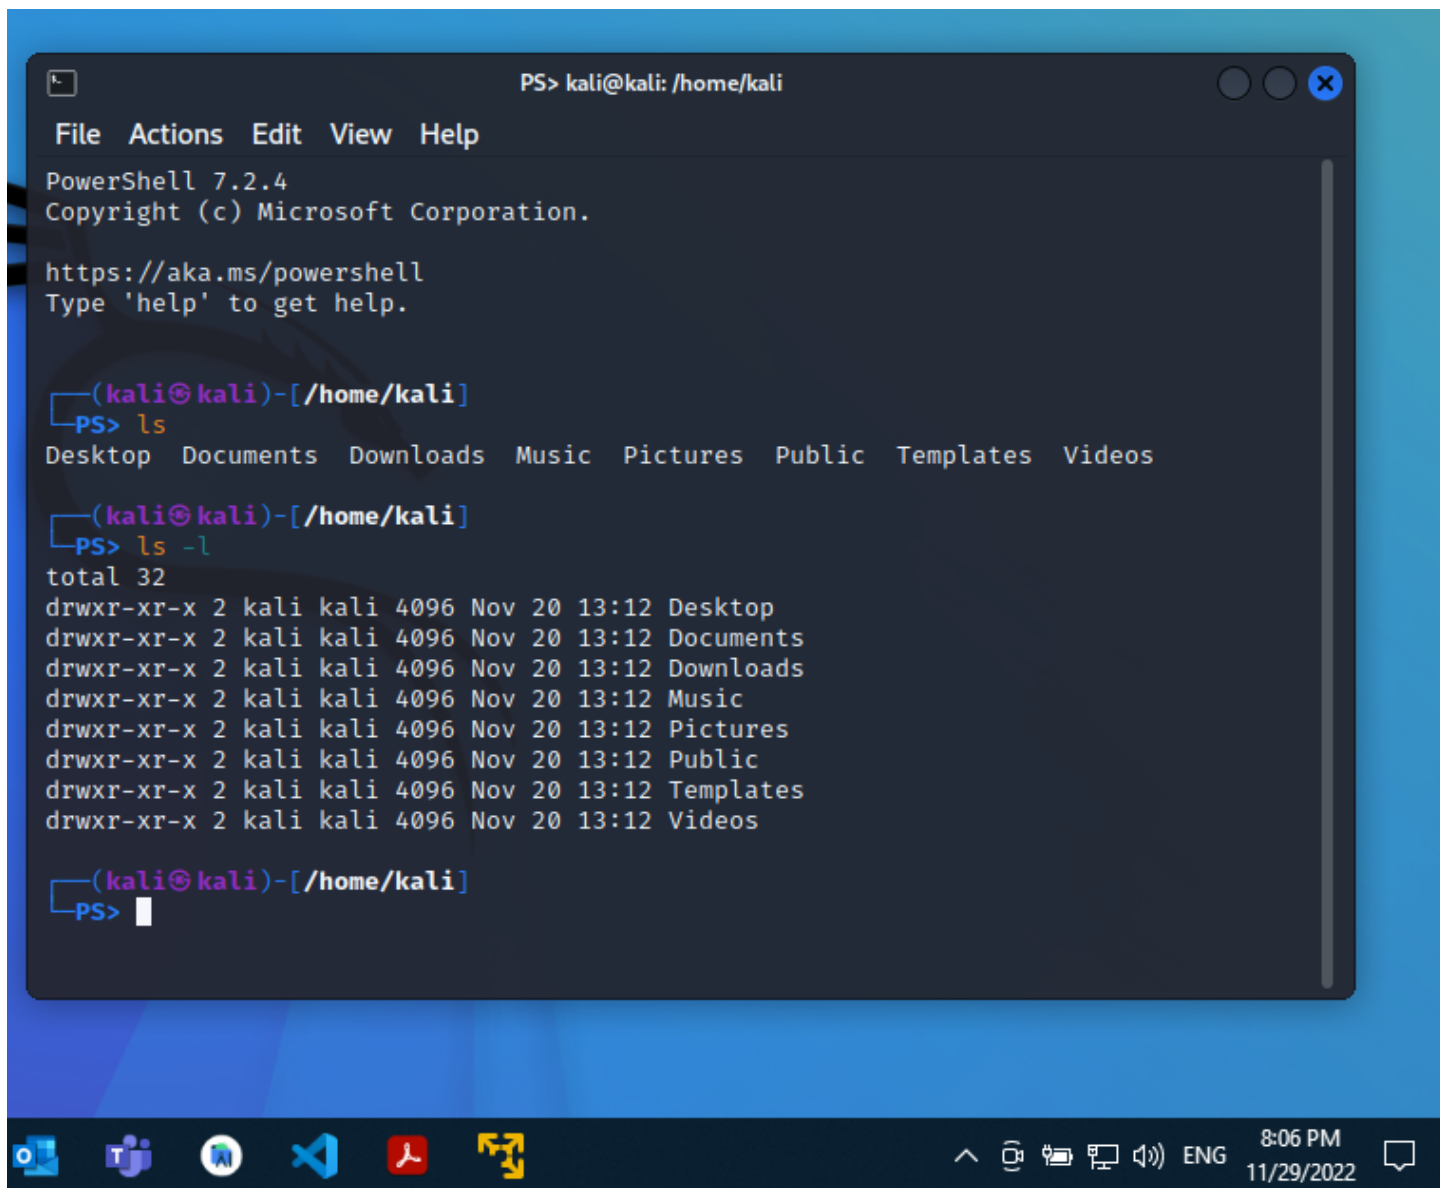 PS> kali@kali: /home/kali
File Actions Edit View Help
PowerShell 7.2.4
Copyright (c) Microsoft Corporation.
https://aka.ms/powershell
Type 'help' to get help.
┌──(kali㉿kali)-[/home/kali]
└─PS> ls
Desktop  Documents  Downloads  Music  Pictures  Public  Templates  Videos
┌──(kali㉿kali)-[/home/kali]
└─PS> ls -l
total 32
drwxr-xr-x 2 kali kali 4096 Nov 20 13:12 Desktop
drwxr-xr-x 2 kali kali 4096 Nov 20 13:12 Documents
drwxr-xr-x 2 kali kali 4096 Nov 20 13:12 Downloads
drwxr-xr-x 2 kali kali 4096 Nov 20 13:12 Music
drwxr-xr-x 2 kali kali 4096 Nov 20 13:12 Pictures
drwxr-xr-x 2 kali kali 4096 Nov 20 13:12 Public
drwxr-xr-x 2 kali kali 4096 Nov 20 13:12 Templates
drwxr-xr-x 2 kali kali 4096 Nov 20 13:12 Videos
┌──(kali㉿kali)-[/home/kali]
└─PS>
ENG
8:06 PM
11/29/2022